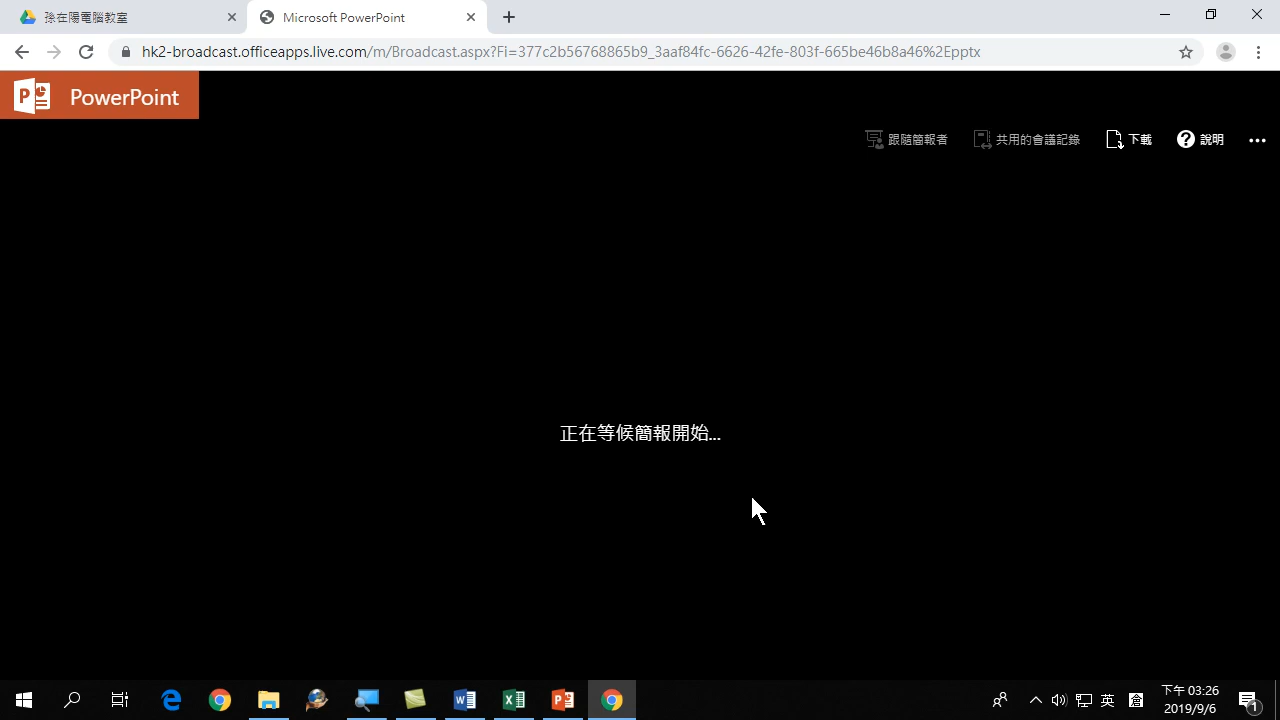 孫在陽電腦教室
Microsoft PowerPoint
hk2-broadcast.officeapps.live.com/m/Broadcast.aspx?Fi=377c2b56768865b9_3aaf84fc-6626-42fe-803f-665be46b8a46%2Epptx
PowerPoint
跟隨簡報者
共用的會議記錄
下載
說明
正在等候簡報開始...
英
下午 03:26
2019/9/6
1